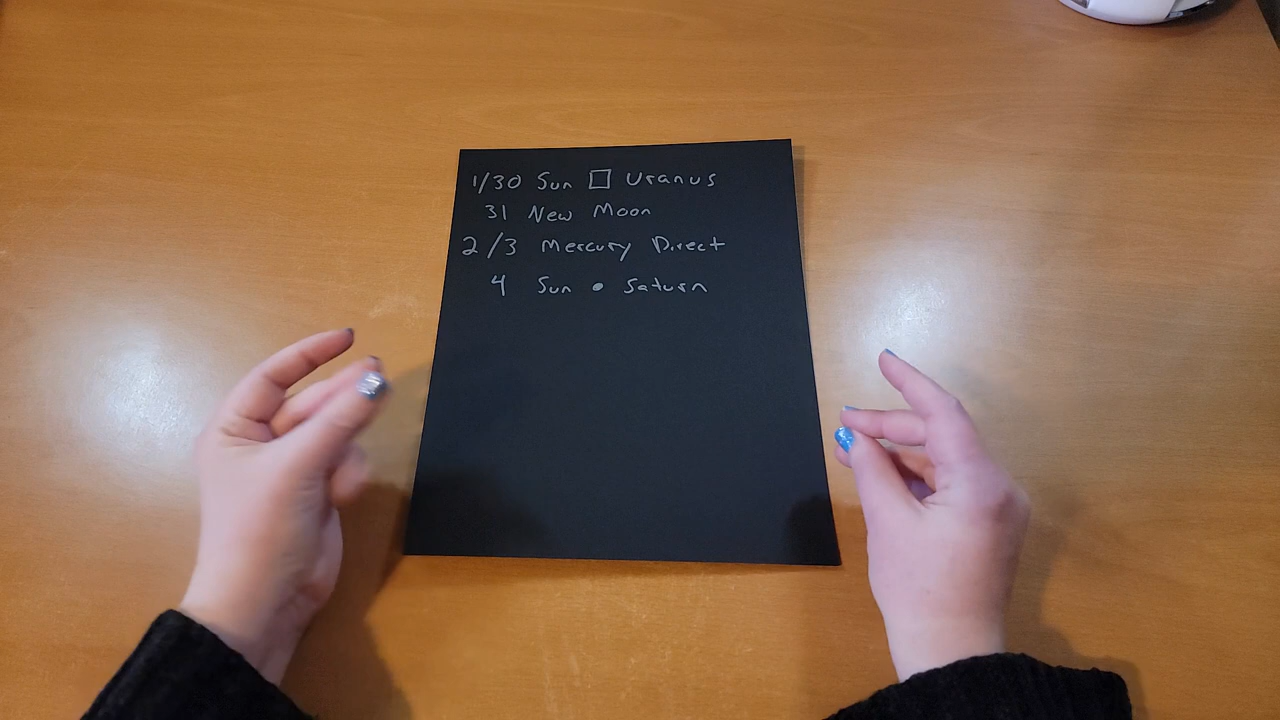 1/30 Sun □ Uranus
31 New Moon
2/3 Mercury Direct
4 Sun • Saturn